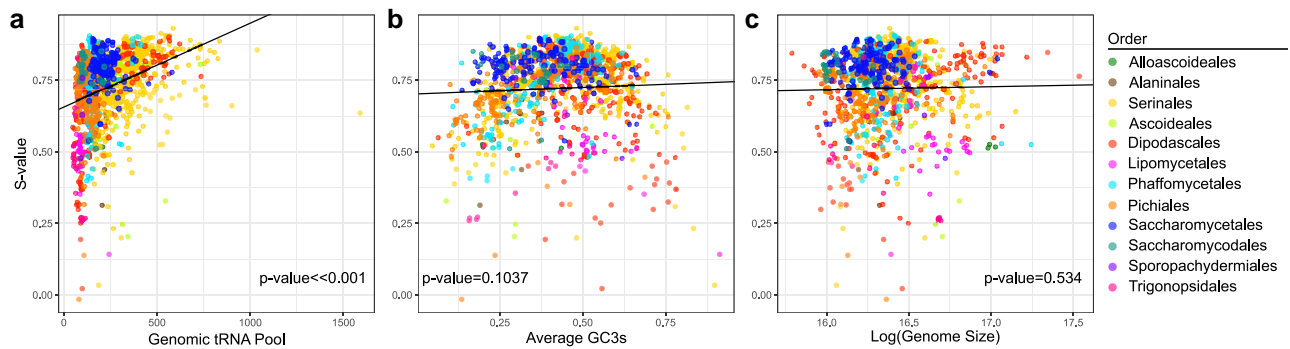 a
b
c
S-value
0.75
0.50
0.25
0.00
p-value<<0.001
0
500
1000
1500
Genomic tRNA Pool
0.75
0.50
0.25
0.00
p-value=0.1037
0.25
0.50
0.75
Average GC3s
0.75
0.50
0.25
0.00
p-value=0.534
16.0
16.5
17.0
17.5
Log(Genome Size)
Order
Alloascoideales
Alaninales
Serinales
Ascoideales
Dipodascales
Lipomycetales
Phaffomycetales
Pichiales
Saccharomycetales
Saccharomycodales
Sporopachydermiales
Trigonopsidales